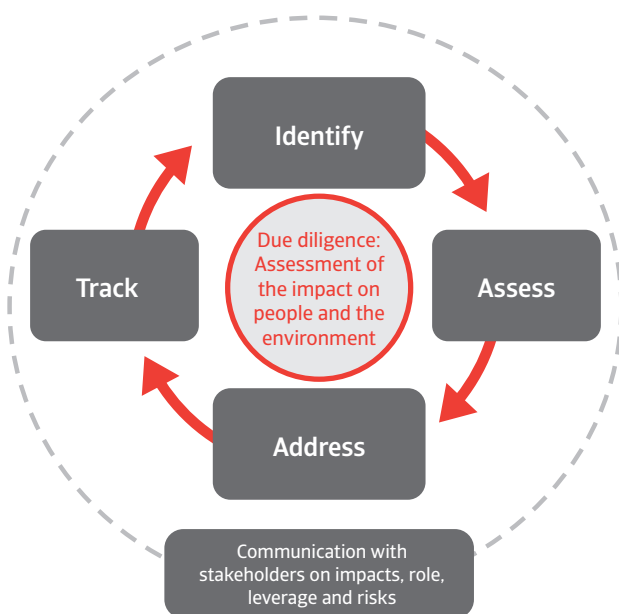 Identify
Due diligence:
Assessment of
the impact on
people and the
environment
Track
Assess
Address
Communication with
stakeholders on impacts, role,
leverage and risks